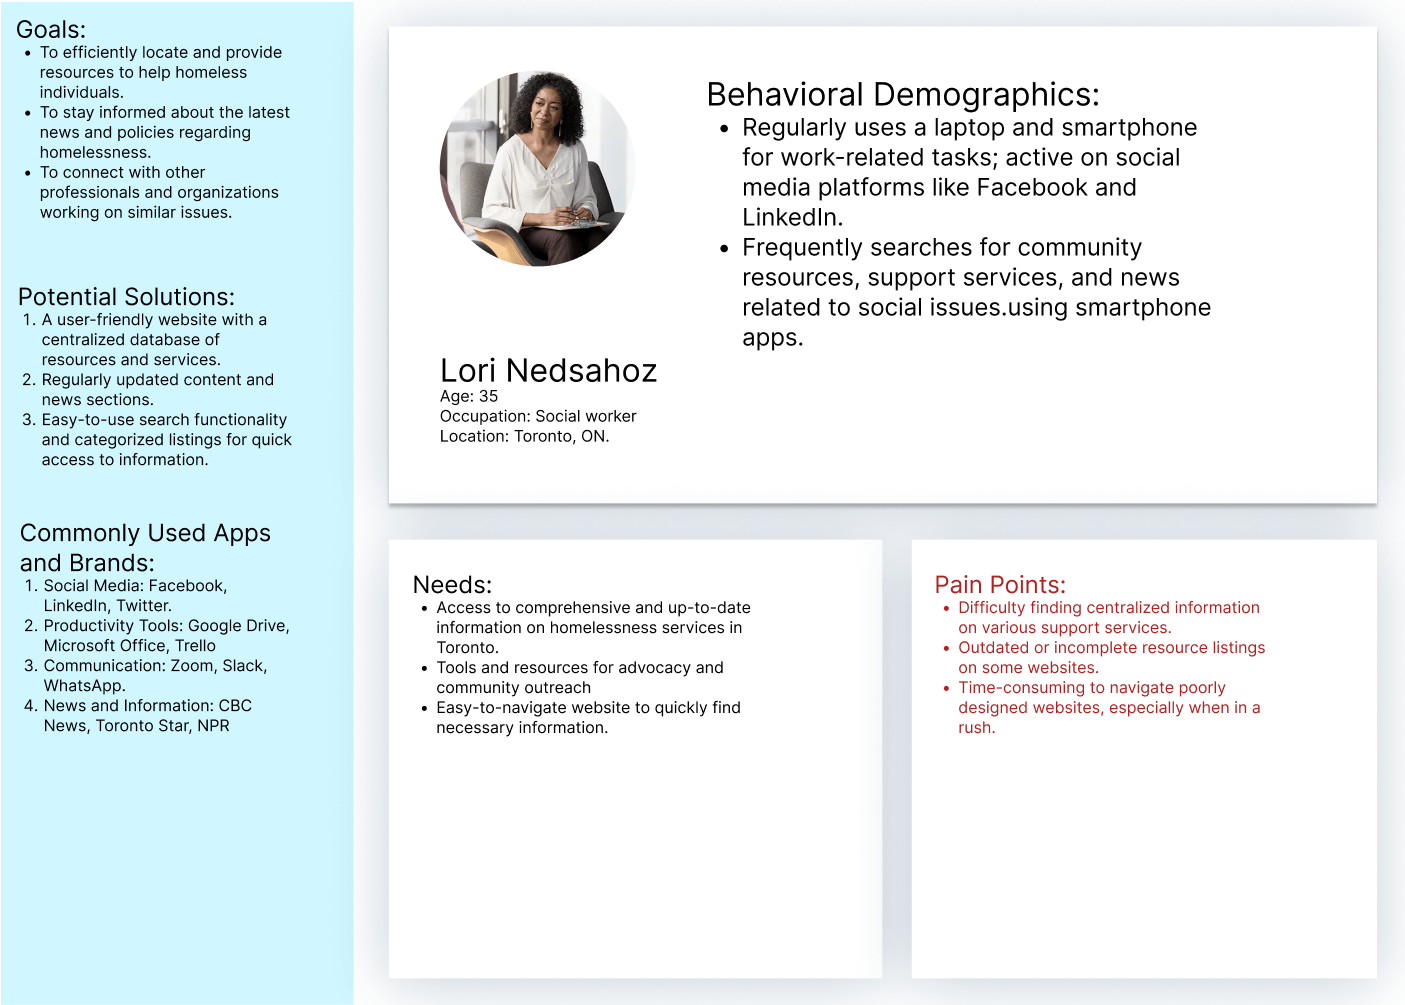 Goals:
• To efficiently locate and provide
resources to help homeless
individuals.
• To stay informed about the latest
news and policies regarding
homelessness.
• To connect with other
professionals and organizations
working on similar issues.
Potential Solutions:
1. A user-friendly website with a
centralized database of
resources and services.
2. Regularly updated content and
news sections.
3. Easy-to-use search functionality
and categorized listings for quick
access to information.
Commonly Used Apps
and Brands:
1. Social Media: Facebook,
LinkedIn, Twitter.
2. Productivity Tools: Google Drive,
Microsoft Office, Trello
3. Communication: Zoom, Slack,
WhatsApp.
4. News and Information: CBC
News, Toronto Star, NPR
Lori Nedsahoz
Age: 35
Occupation: Social worker
Location: Toronto, ON.
Behavioral Demographics:
• Regularly uses a laptop and smartphone
for work-related tasks; active on social
media platforms like Facebook and
LinkedIn.
• Frequently searches for community
resources, support services, and news
related to social issues.using smartphone
apps.
Needs:
• Access to comprehensive and up-to-date
information on homelessness services in
Toronto.
• Tools and resources for advocacy and
community outreach
• Easy-to-navigate website to quickly find
necessary information.
Pain Points:
• Difficulty finding centralized information
on various support services.
• Outdated or incomplete resource listings
on some websites.
• Time-consuming to navigate poorly
designed websites, especially when in a
rush.